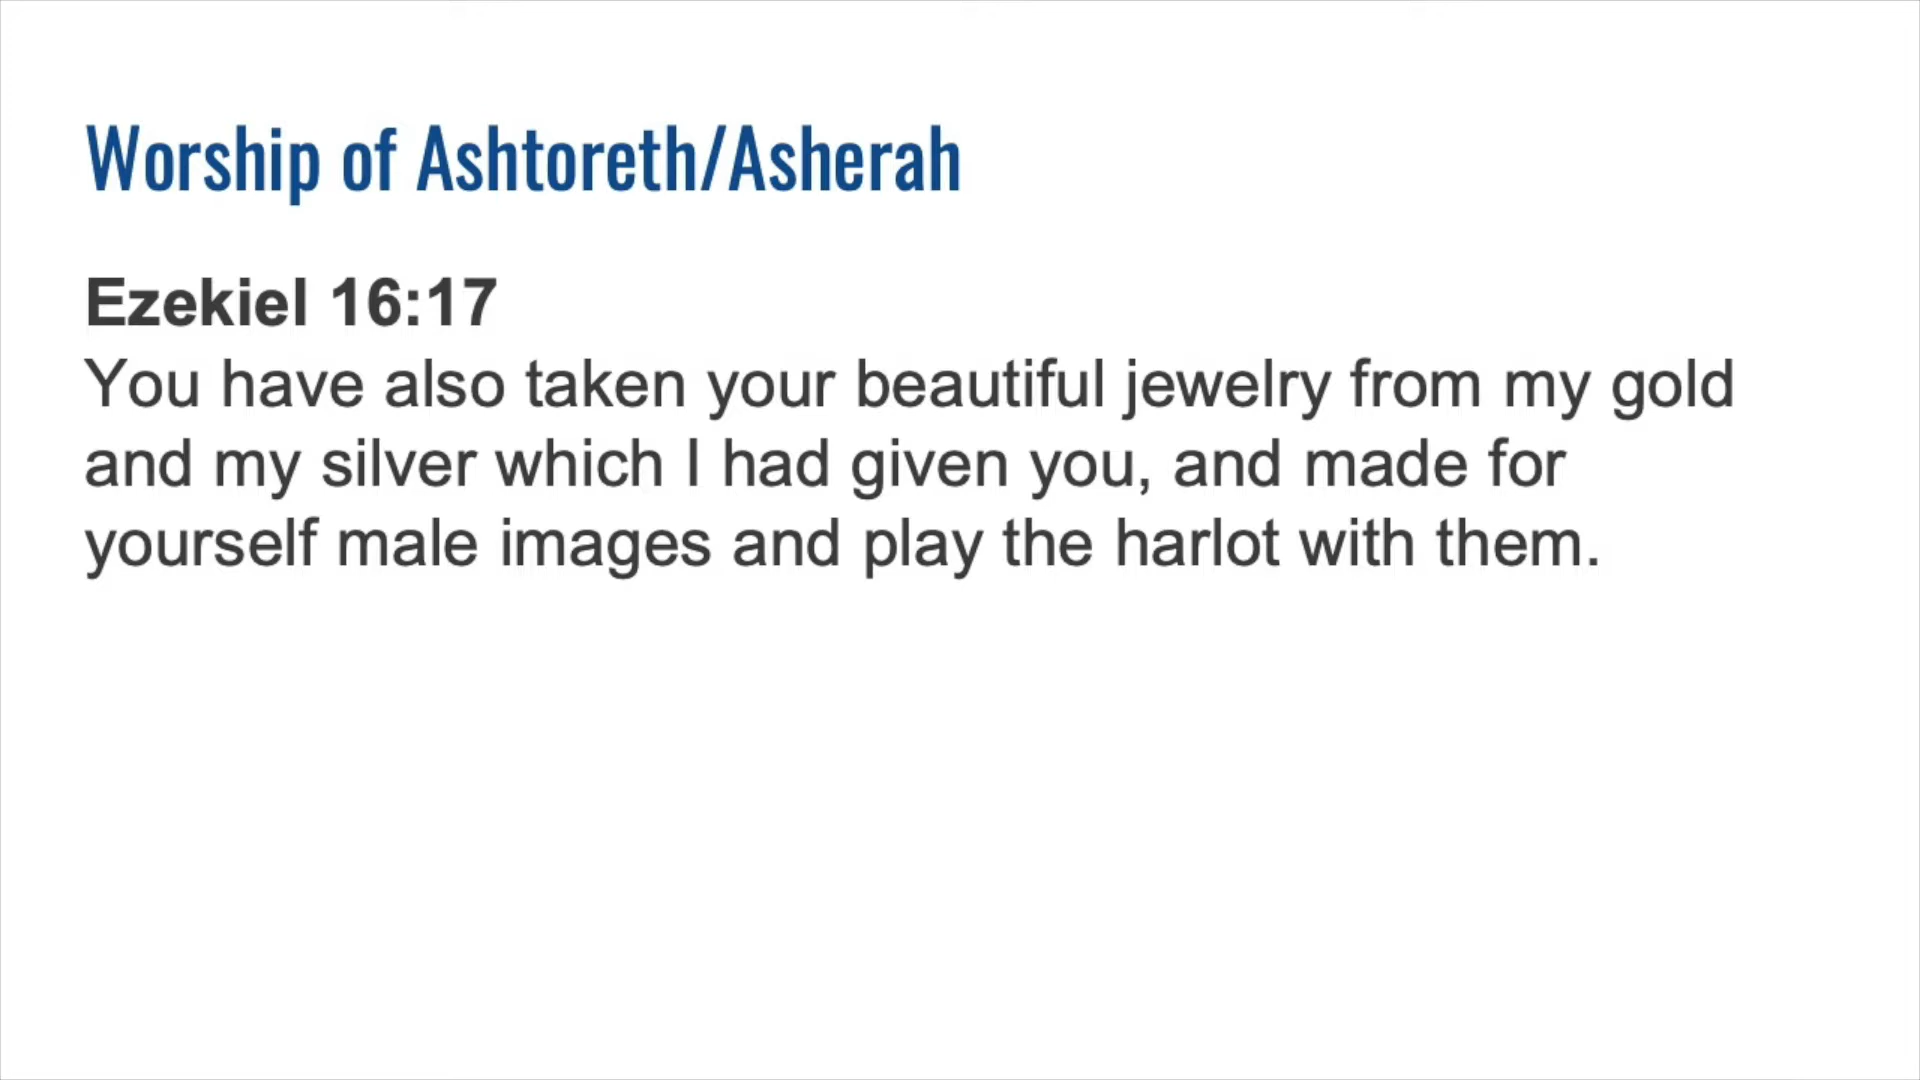 Worship of Ashtoreth/Asherah
Ezekiel 16:17
You have also taken your beautiful jewelry from my gold
and my silver which I had given you, and made for
yourself male images and play the harlot with them.